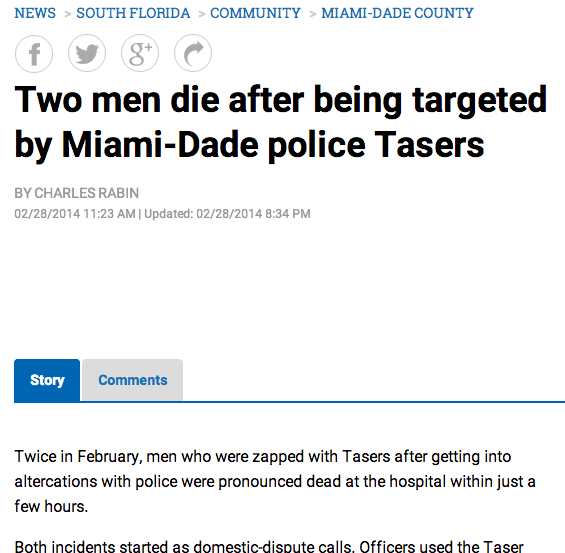 NEWS > SOUTH FLORIDA > COMMUNITY > MIAMI-DADE COUNTY
f g+
Two men die after being targeted
by Miami-Dade police Tasers
BY CHARLES RABIN
02/28/2014 11:23 AM | Updated: 02/28/2014 8:34 PM
Story Comments
Twice in February, men who were zapped with Tasers after getting into
altercations with police were pronounced dead at the hospital within just a
few hours.
Both incidents started as domestic-dispute calls. Officers used the Taser